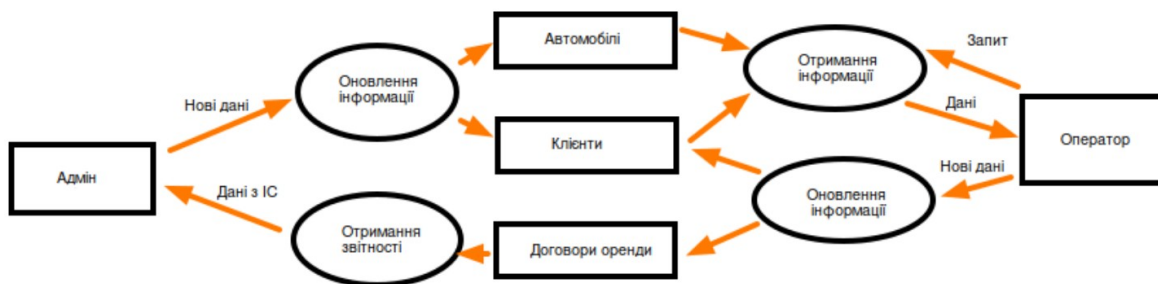 Автомобілі
Запит
Отримання
інформації
Оновлення
інформації
Нові дані
Дані
Клієнти
Оператор
Адмін
Нові дані
Дані з ІС
Оновлення
інформації
Отримання
звітності
Договори оренди